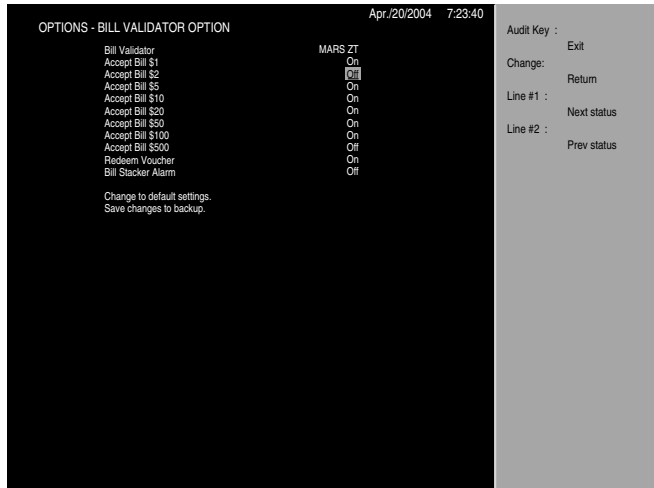 Apr./20/2004 7:23:40
OPTIONS - BILL VALIDATOR OPTION
Bill Validator MARS ZT
Accept Bill $1 On
Accept Bill $2 Off
Accept Bill $5 On
Accept Bill $10 On
Accept Bill $20 On
Accept Bill $50 On
Accept Bill $100 On
Accept Bill $500 Off
Redeem Voucher On
Bill Stacker Alarm Off
Change to default settings.
Save changes to backup.
Audit Key :
Exit
Change:
Return
Line #1 :
Next status
Line #2 :
Prev status